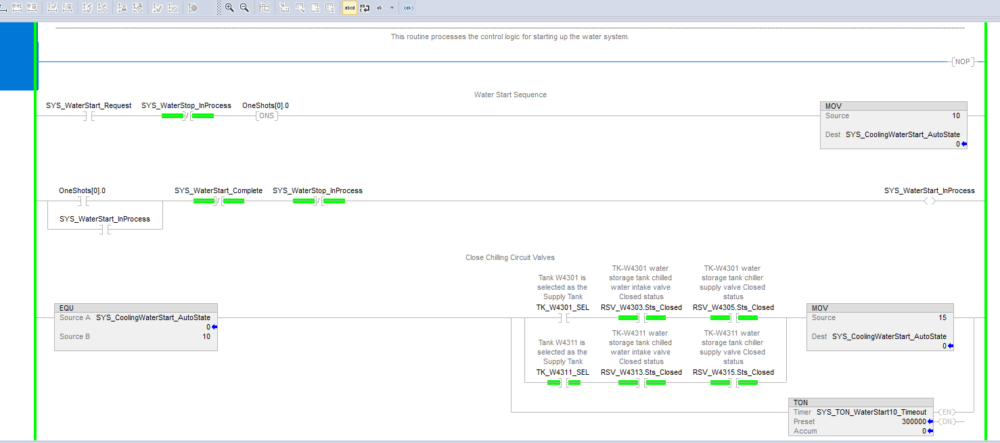 abcd ab c ab...
This routine processes the control logic for starting up the water system.
NOP
Water Start Sequence
SYS_WaterStart_Request SYS_WaterStop_InProcess OneShots[0].0
/ ONS
MOV
Source 10
Dest SYS_CoolingWaterStart_AutoState
0
OneShots[0].0 SYS_WaterStart_Complete SYS_WaterStop_InProcess SYS_WaterStart_InProcess
/ /
SYS_WaterStart_InProcess
Close Chilling Circuit Valves
Tank W4301 is
selected as the
Supply Tank
TK_W4301_SEL
TK-W4301 water
storage tank chilled
water intake valve
Closed status
RSV_W4303.Sts_Closed
TK-W4301 water
storage tank chiller
supply valve Closed
status
RSV_W4305.Sts_Closed
EQU
Source A SYS_CoolingWaterStart_AutoState
0
Source B 10
MOV
Source 15
Dest SYS_CoolingWaterStart_AutoState
0
Tank W4311 is
selected as the
Supply Tank
TK_W4311_SEL
TK-W4311 water
storage tank chilled
water intake valve
Closed status
RSV_W4313.Sts_Closed
TK-W4311 water
storage tank chiller
supply valve Closed
status
RSV_W4315.Sts_Closed
TON
Timer SYS_TON_WaterStart10_Timeout EN
Preset 300000 DN
Accum 0